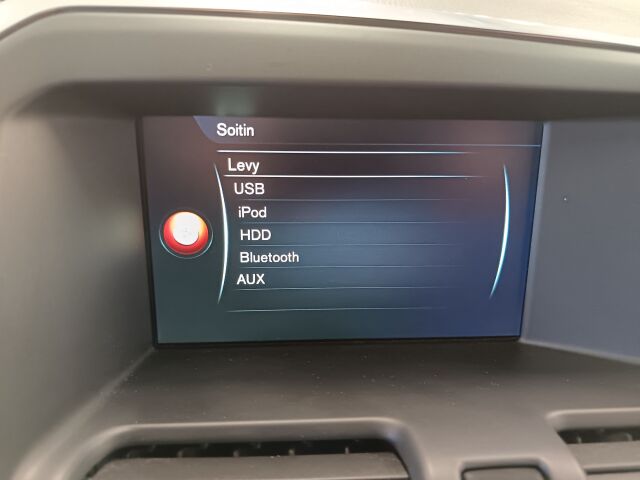 Soitin
Levy
USB
iPod
HDD
Bluetooth
AUX